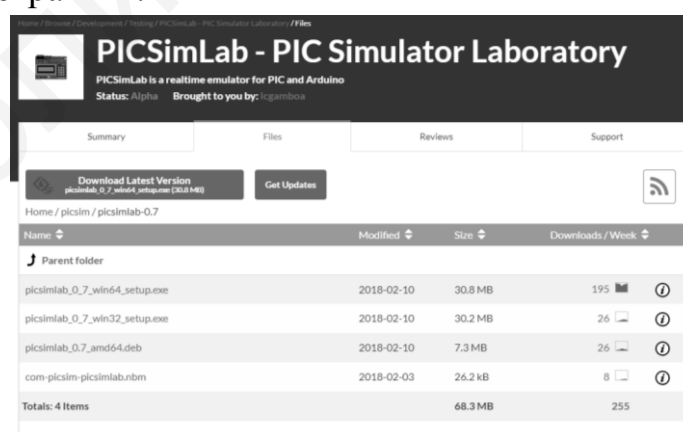 Home / Browse / Development / Testing / PICSimLab - PIC Simulator Laboratory / Files
PICSimLab - PIC Simulator Laboratory
PICSimLab is a realtime emulator for PIC and Arduino
Status: Alpha Brought to you by: lcgamboa
Summary Files Reviews Support
Download Latest Version
picsimlab_0_7_win64_setup.exe (30.8 MB)
Get Updates
Home / picsim / picsimlab-0.7
Name Modified Size Downloads / Week
Parent folder
picsimlab_0_7_win64_setup.exe 2018-02-10 30.8 MB 195
picsimlab_0_7_win32_setup.exe 2018-02-10 30.2 MB 26
picsimlab_0.7_amd64.deb 2018-02-10 7.3 MB 26
com-picsim-picsimlab.nbm 2018-02-03 26.2 kB 8
Totals: 4 Items 68.3 MB 255